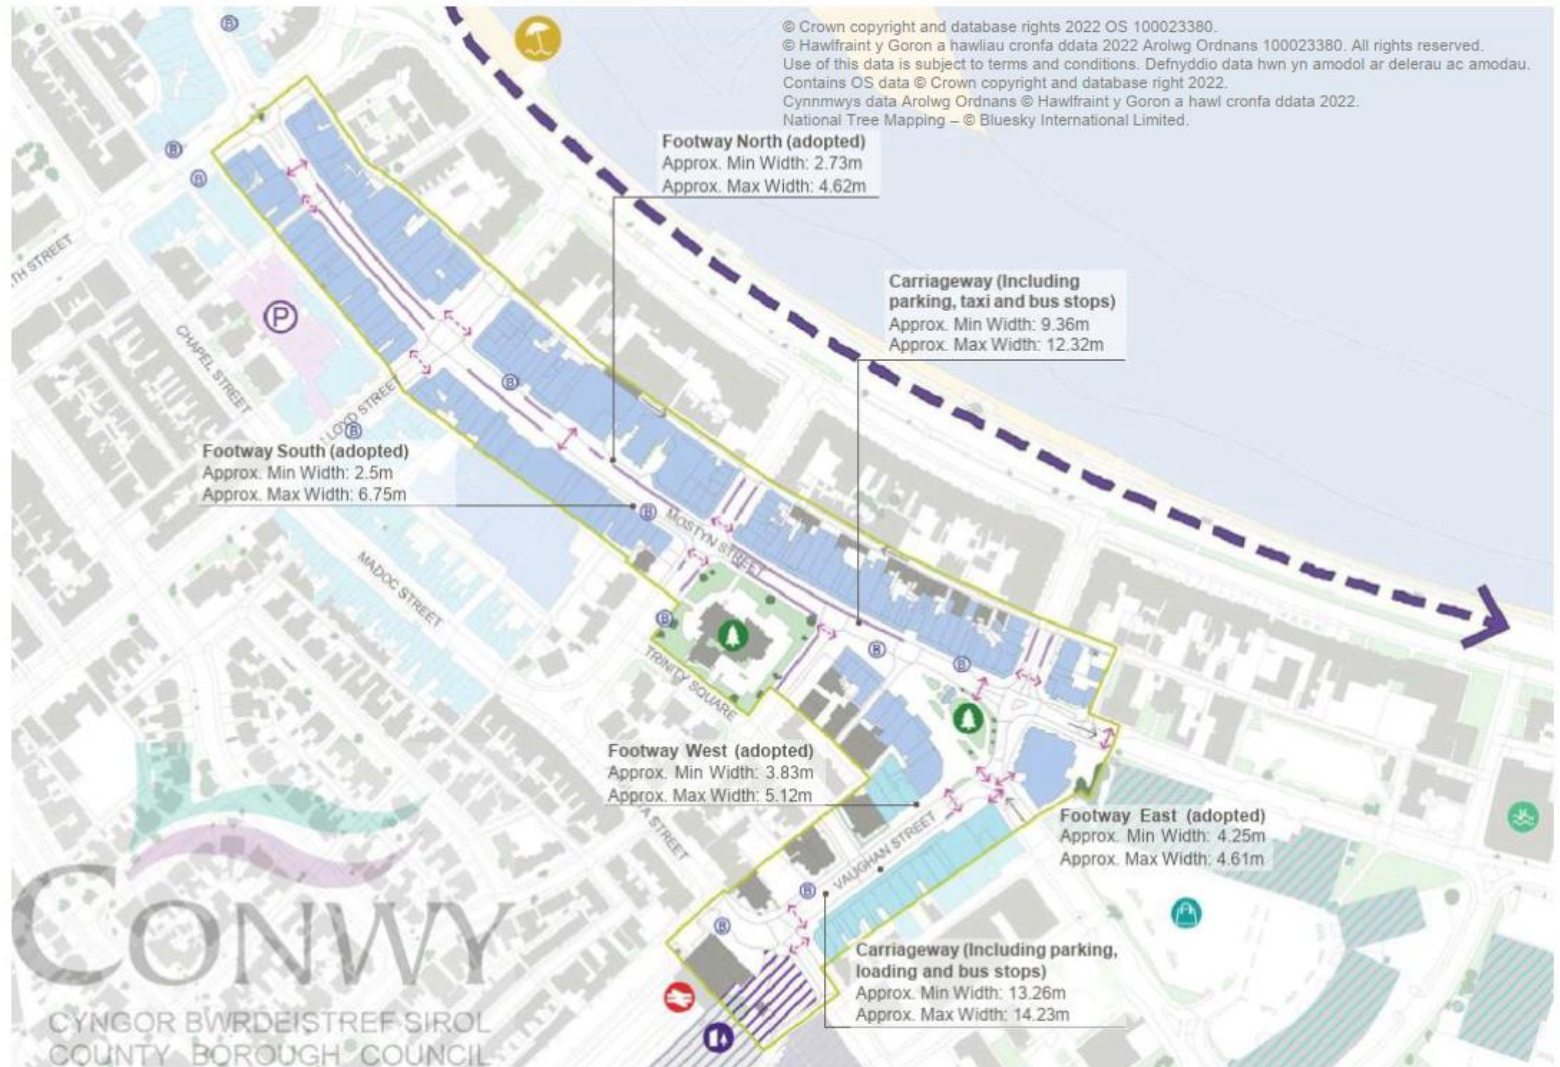 © Crown copyright and database rights 2022 OS 100023380.
© Hawlfraint y Goron a hawliau cronfa ddata 2022 Arolwg Ordnans 100023380. All rights reserved.
Use of this data is subject to terms and conditions. Defnyddio data hwn yn amodol ar delerau ac amodau.
Contains OS data © Crown copyright and database right 2022.
Cynnmwys data Arolwg Ordnans © Hawlfraint y Goron a hawl cronfa ddata 2022.
National Tree Mapping – © Bluesky International Limited.
Footway North (adopted)
Approx. Min Width: 2.73m
Approx. Max Width: 4.62m
Carriageway (Including
parking, taxi and bus stops)
Approx. Min Width: 9.36m
Approx. Max Width: 12.32m
TH STREET
P
CHAPEL STREET
LLOYD STREET
Footway South (adopted)
Approx. Min Width: 2.5m
Approx. Max Width: 6.75m
MOSTYN STREET
MADOC STREET
TRINITY SQUARE
Footway West (adopted)
Approx. Min Width: 3.83m
Approx. Max Width: 5.12m
A STREET
VAUGHAN STREET
Footway East (adopted)
Approx. Min Width: 4.25m
Approx. Max Width: 4.61m
Carriageway (Including parking,
loading and bus stops)
Approx. Min Width: 13.26m
Approx. Max Width: 14.23m
B
B
B
B
B
B
B
B
B
B
B
CONWY
CYNGOR BWRDEISTREF SIROL
COUNTY BOROUGH COUNCIL